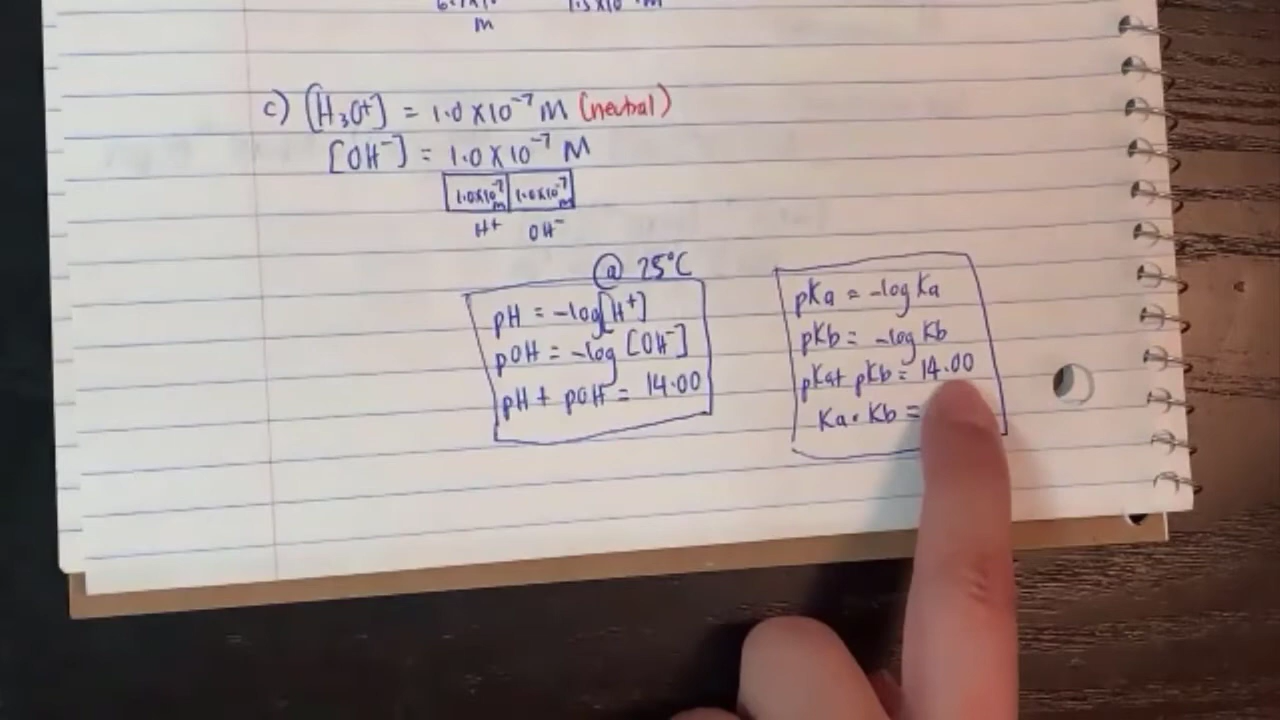 M
c) [H₃O⁺] = 1.0 x 10⁻⁷ M (neutral)
[OH⁻] = 1.0 x 10⁻⁷ M
1.0x10⁻⁷ M 1.0x10⁻⁷ M
H+ OH⁻
@ 25°C
pH = -log[H⁺]
pOH = -log [OH⁻]
pH + pOH = 14.00
pKa = -log Ka
pKb = -log Kb
pKa+ pKb = 14.00
Ka • Kb =